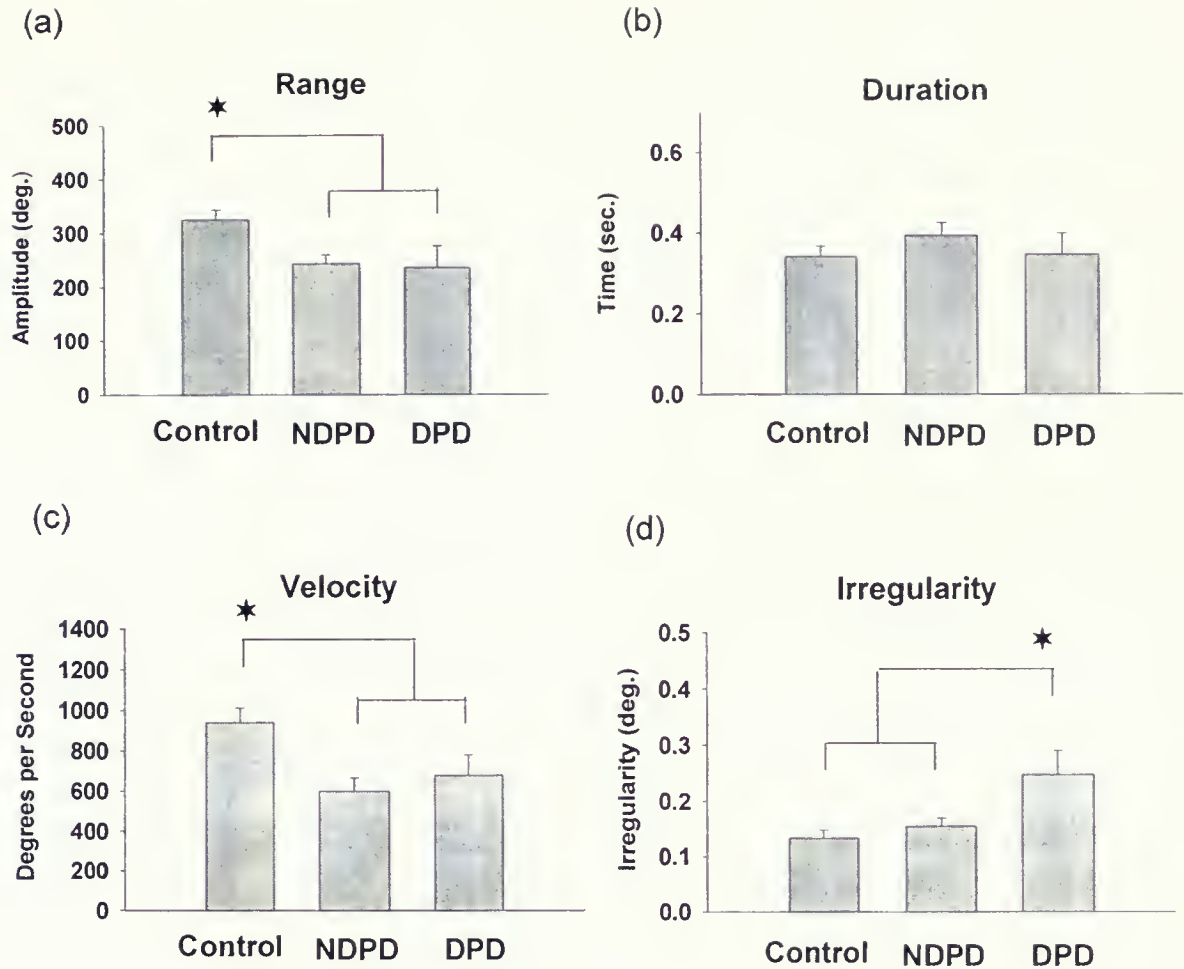 (a)
Range
Amplitude (deg.)
500
400
300
200
100
0
Control NDPD DPD
(b)
Duration
Time (sec.)
0.6
0.4
0.2
0.0
Control NDPD DPD
(c)
Velocity
Degrees per Second
1400
1200
1000
800
600
400
200
0
Control NDPD DPD
(d)
Irregularity
Irregularity (deg.)
0.5
0.4
0.3
0.2
0.1
0.0
Control NDPD DPD